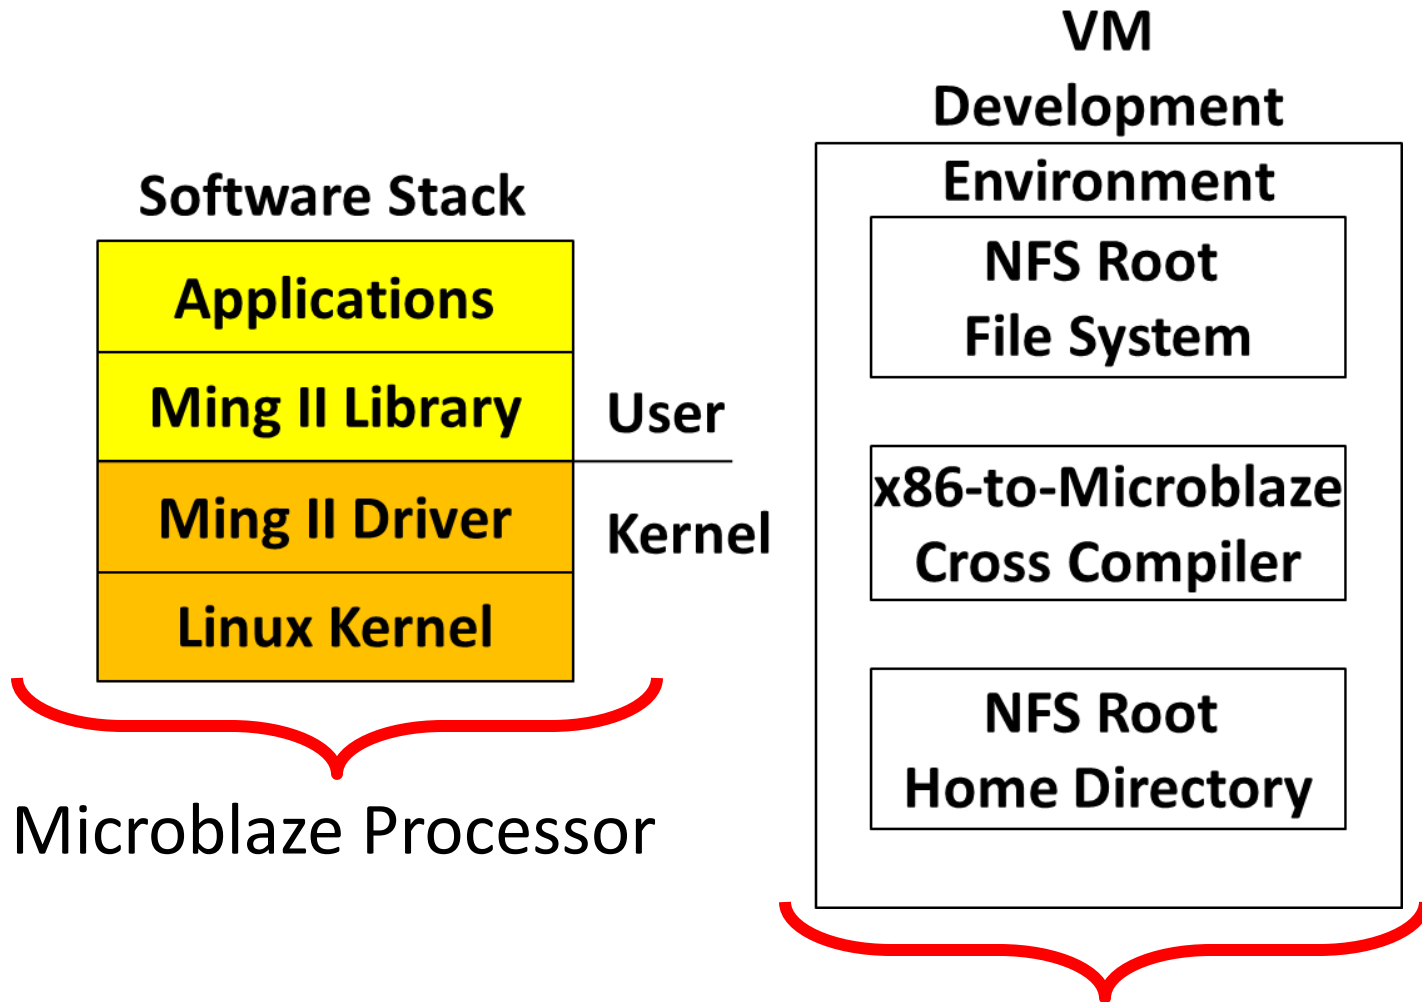 Software Stack
Applications
Ming II Library
User
Ming II Driver
Kernel
Linux Kernel
Microblaze Processor
VM
Development
Environment
NFS Root
File System
x86-to-Microblaze
Cross Compiler
NFS Root
Home Directory